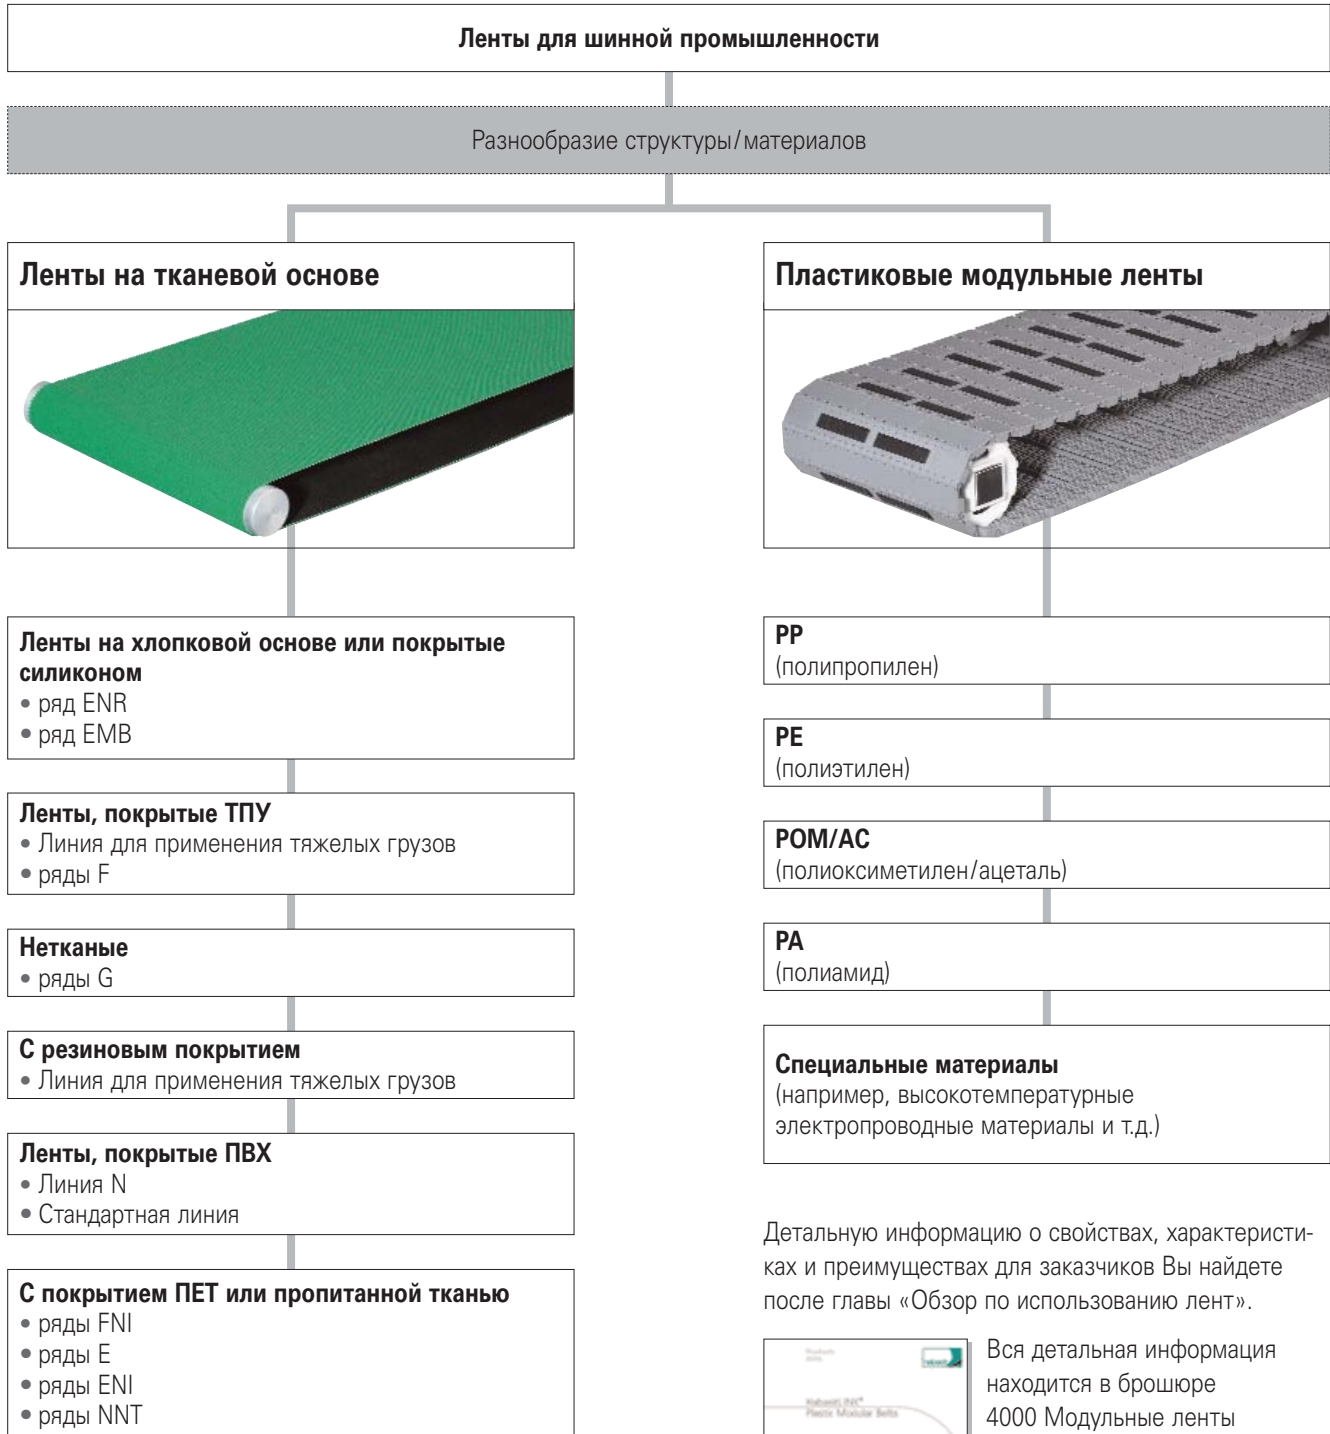 Ленты для шинной промышленности
Разнообразие структуры/материалов
Ленты на тканевой основе
Ленты на хлопковой основе или покрытые
силиконом
• ряд ENR
• ряд EMB
Ленты, покрытые ТПУ
• Линия для применения тяжелых грузов
• ряды F
Нетканые
• ряды G
С резиновым покрытием
• Линия для применения тяжелых грузов
Ленты, покрытые ПВХ
• Линия N
• Стандартная линия
С покрытием ПЕТ или пропитанной тканью
• ряды FNI
• ряды E
• ряды ENI
• ряды NNT
Пластиковые модульные ленты
PP
(полипропилен)
PE
(полиэтилен)
POM/AC
(полиоксиметилен/ацеталь)
PA
(полиамид)
Специальные материалы
(например, высокотемпературные
электропроводные материалы и т.д.)
Детальную информацию о свойствах, характеристи-
ках и преимуществах для заказчиков Вы найдете
после главы «Обзор по использованию лент».
HabasitLINK®
Plastic Modular Belts
Вся детальная информация
находится в брошюре
4000 Модульные ленты